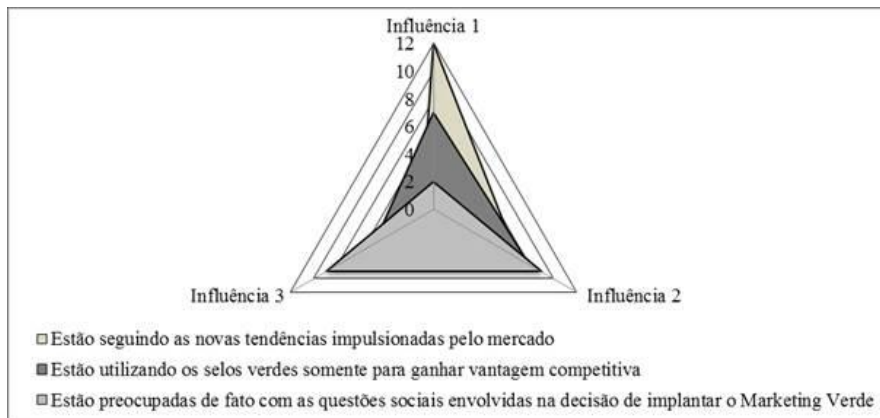 Influência 1
12
10
8
6
4
2
0
Influência 3
Influência 2
Estão seguindo as novas tendências impulsionadas pelo mercado
Estão utilizando os selos verdes somente para ganhar vantagem competitiva
Estão preocupadas de fato com as questões sociais envolvidas na decisão de implantar o Marketing Verde